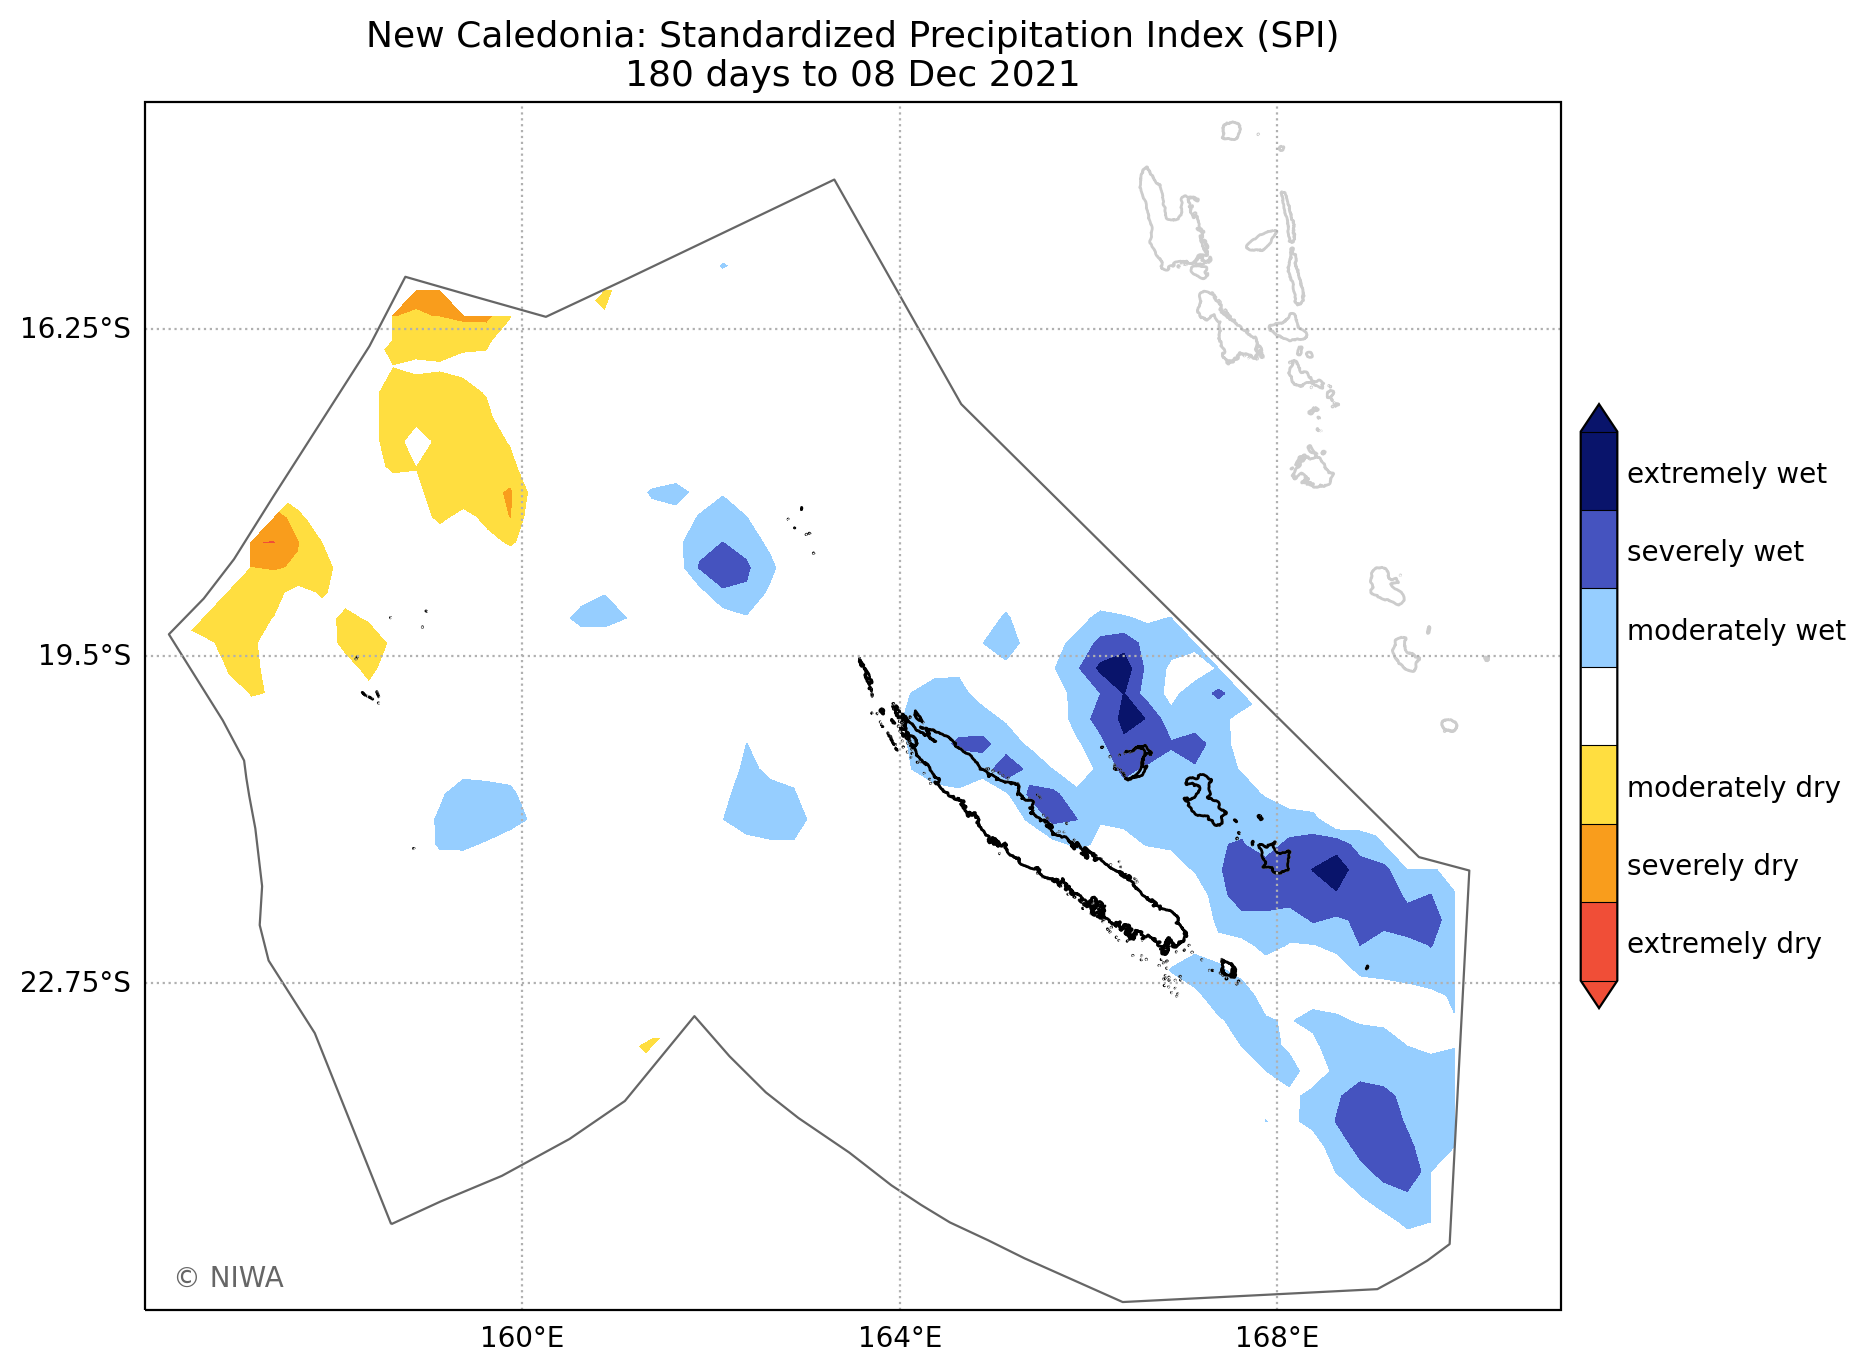 New Caledonia: Standardized Precipitation Index (SPI)
180 days to 08 Dec 2021
16.25°S
19.5°S
22.75°S
160°E
164°E
168°E
extremely wet
severely wet
moderately wet
moderately dry
severely dry
extremely dry
© NIWA